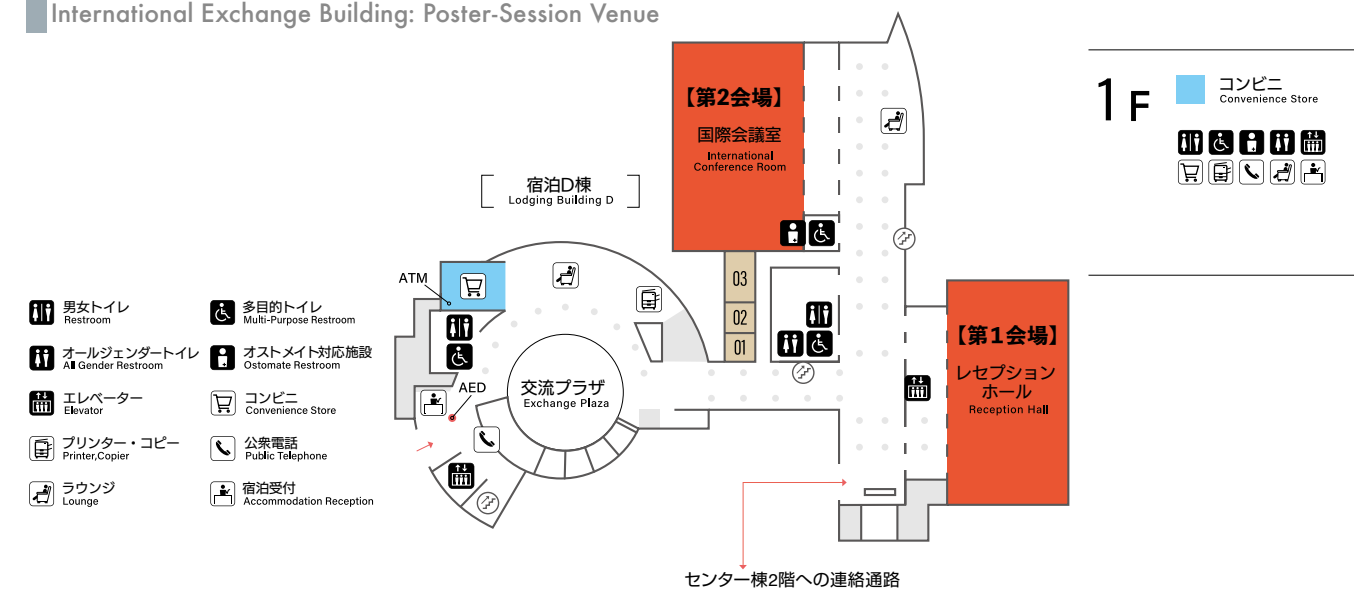 International Exchange Building: Poster-Session Venue
【第2会場】
国際会議室
International
Conference Room
1F
コンビニ
Convenience Store
宿泊D棟
Lodging Building D
ATM
03
02
01
男女トイレ
Restroom
多目的トイレ
Multi-Purpose Restroom
オールジェンダートイレ
All Gender Restroom
オストメイト対応施設
Ostomate Restroom
エレベーター
Elevator
コンビニ
Convenience Store
プリンター・コピー
Printer,Copier
公衆電話
Public Telephone
ラウンジ
Lounge
宿泊受付
Accommodation Reception
AED
交流プラザ
Exchange Plaza
【第1会場】
レセプション
ホール
Reception Hall
センター棟2階への連絡通路